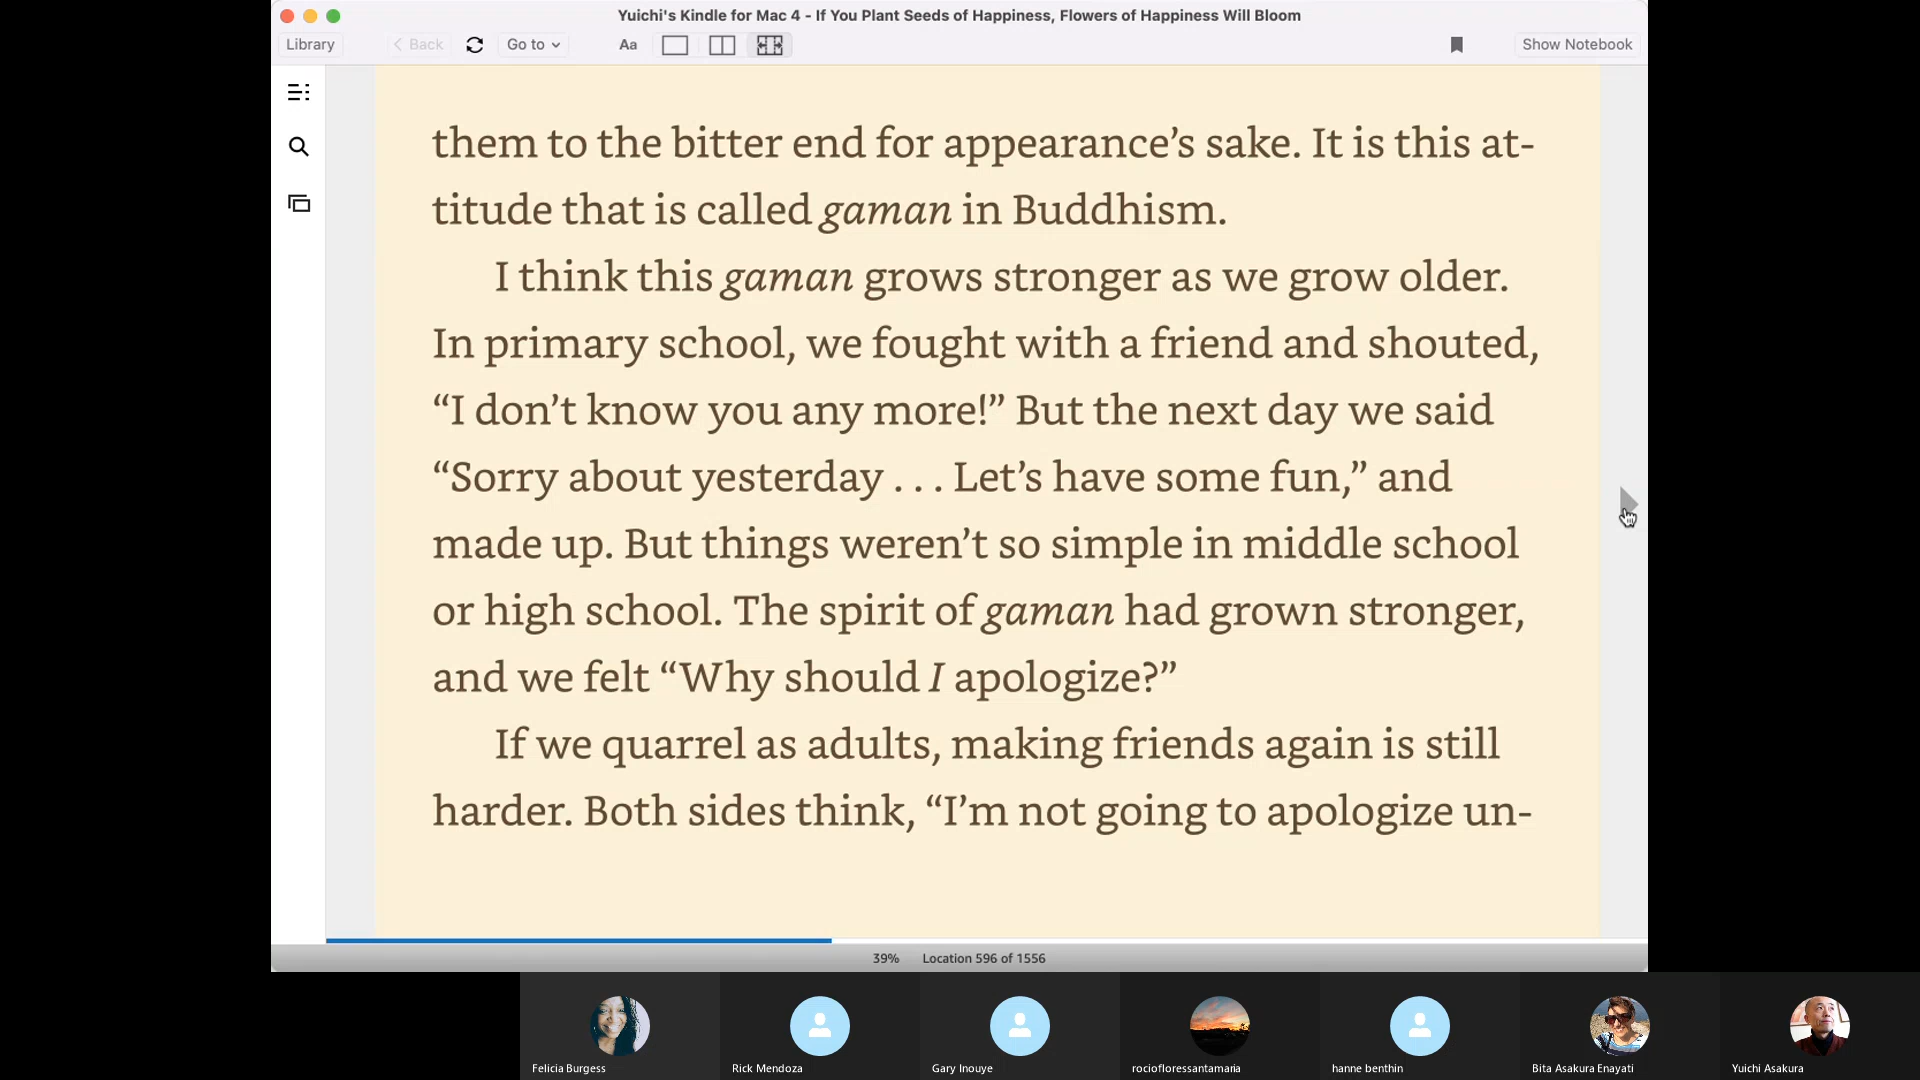 Yuichi's Kindle for Mac 4 - If You Plant Seeds of Happiness, Flowers of Happiness Will Bloom
Library
Back
Go to
Aa
Show Notebook
them to the bitter end for appearance’s sake. It is this at-
titude that is called gaman in Buddhism.
I think this gaman grows stronger as we grow older.
In primary school, we fought with a friend and shouted,
“I don’t know you any more!” But the next day we said
“Sorry about yesterday . . . Let’s have some fun,” and
made up. But things weren’t so simple in middle school
or high school. The spirit of gaman had grown stronger,
and we felt “Why should I apologize?”
If we quarrel as adults, making friends again is still
harder. Both sides think, “I’m not going to apologize un-
39% Location 596 of 1556
Felicia Burgess
Rick Mendoza
Gary Inouye
rociofloressantamaria
hanne benthin
Bita Asakura Enayati
Yuichi Asakura